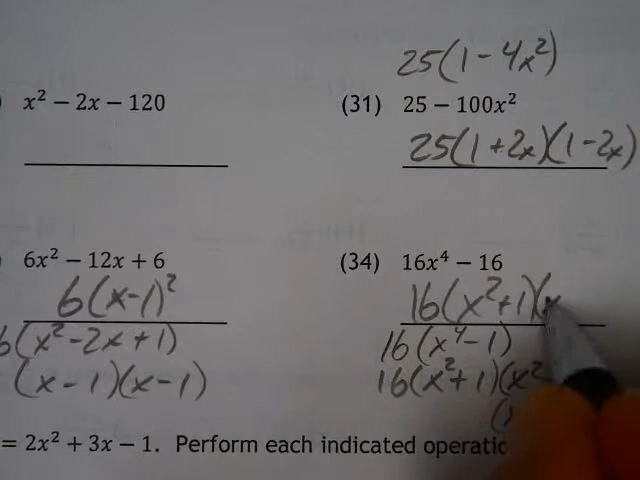 25(1 - 4x²)
) x² − 2x − 120
(31) 25 − 100x²
25(1 + 2x)(1 - 2x)
) 6x² − 12x + 6
(34) 16x⁴ − 16
6(x-1)²
16(x²+1)(x
6(x² - 2x + 1)
16(x⁴ - 1)
(x - 1)(x - 1)
16(x² + 1)(x² -
(
= 2x² + 3x − 1. Perform each indicated